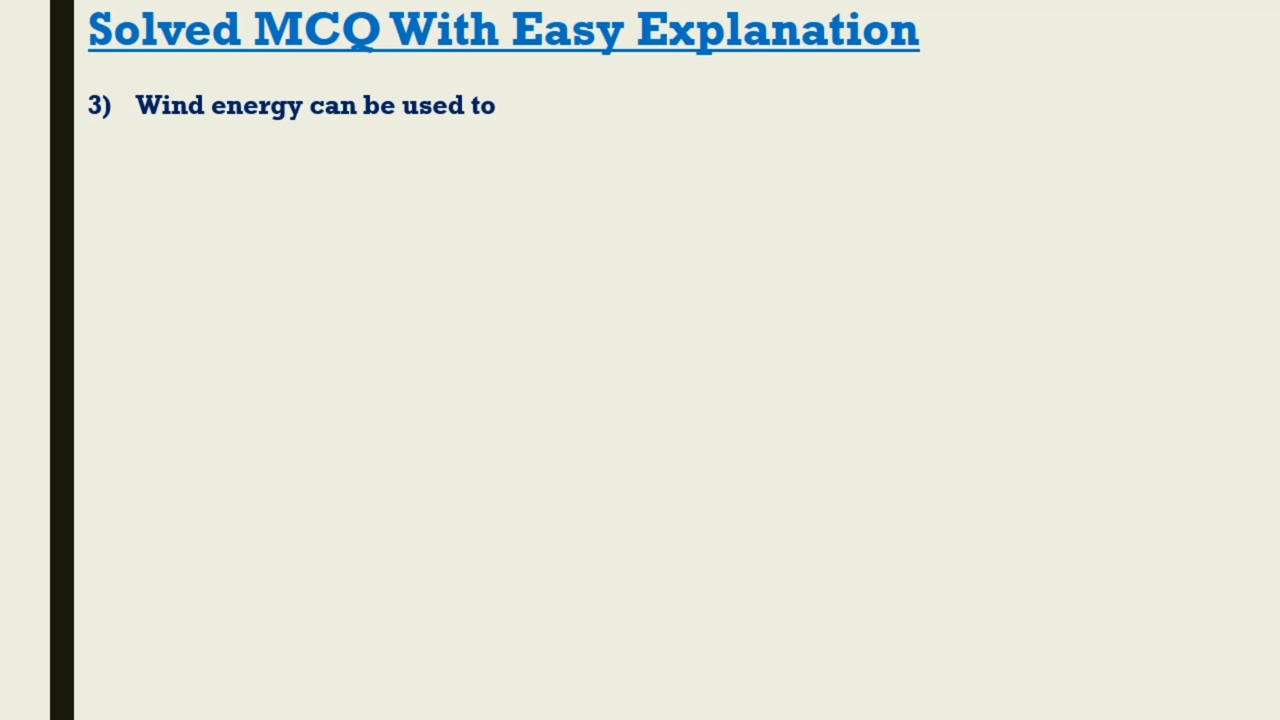 Solved MCQ With Easy Explanation
3) Wind energy can be used to